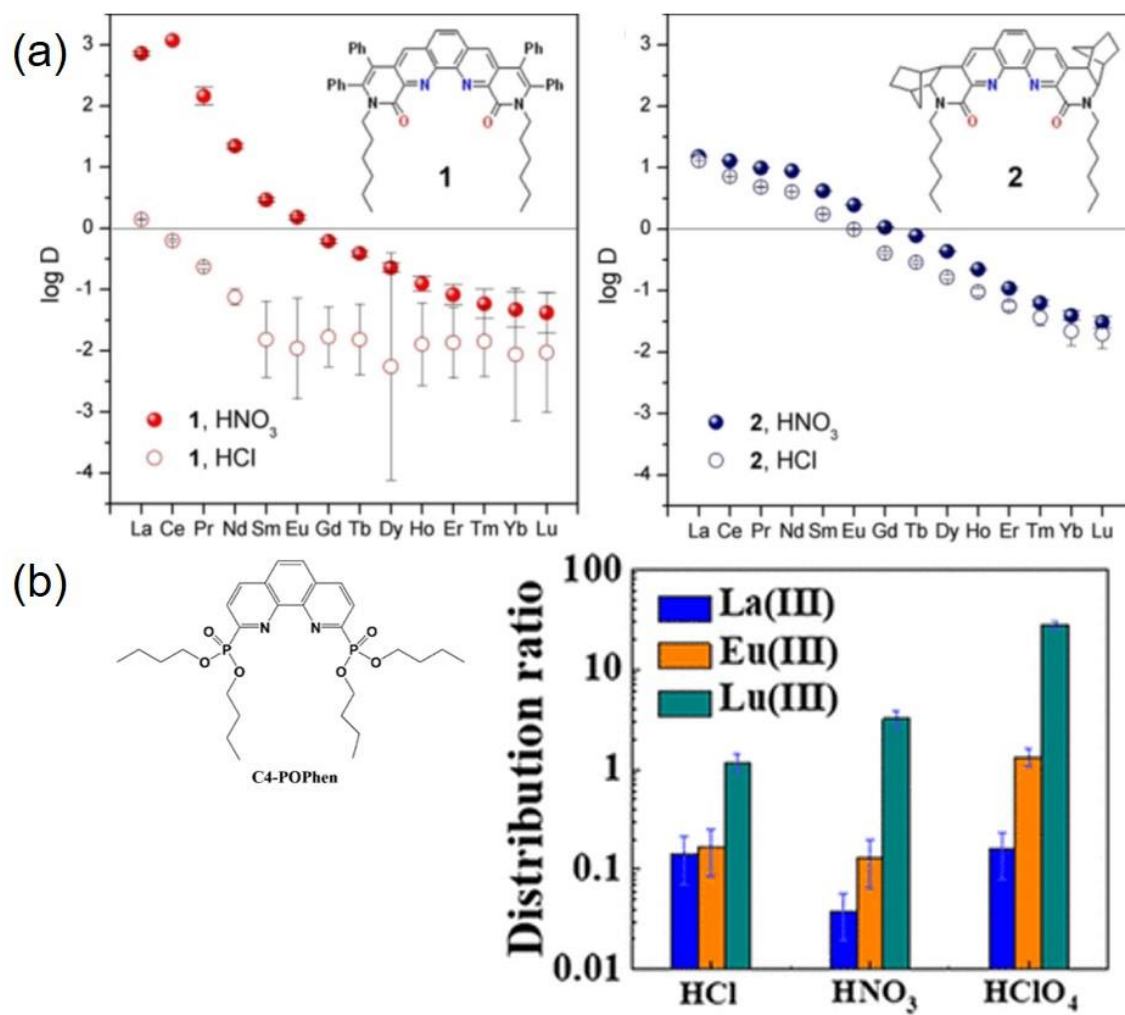 (a)
3
2
1
0
-1
-2
-3
-4
log D
Ph
Ph
Ph
Ph
N
N
N
N
O
O
1
1, HNO₃
1, HCl
La Ce Pr Nd Sm Eu Gd Tb Dy Ho Er Tm Yb Lu
3
2
1
0
-1
-2
-3
-4
log D
N
N
N
N
O
O
2
2, HNO₃
2, HCl
La Ce Pr Nd Sm Eu Gd Tb Dy Ho Er Tm Yb Lu
(b)
N
N
O
O
P
P
O
O
O
O
C4-POPhen
Distribution ratio
100
10
1
0.1
0.01
La(III)
Eu(III)
Lu(III)
HCl
HNO₃
HClO₄